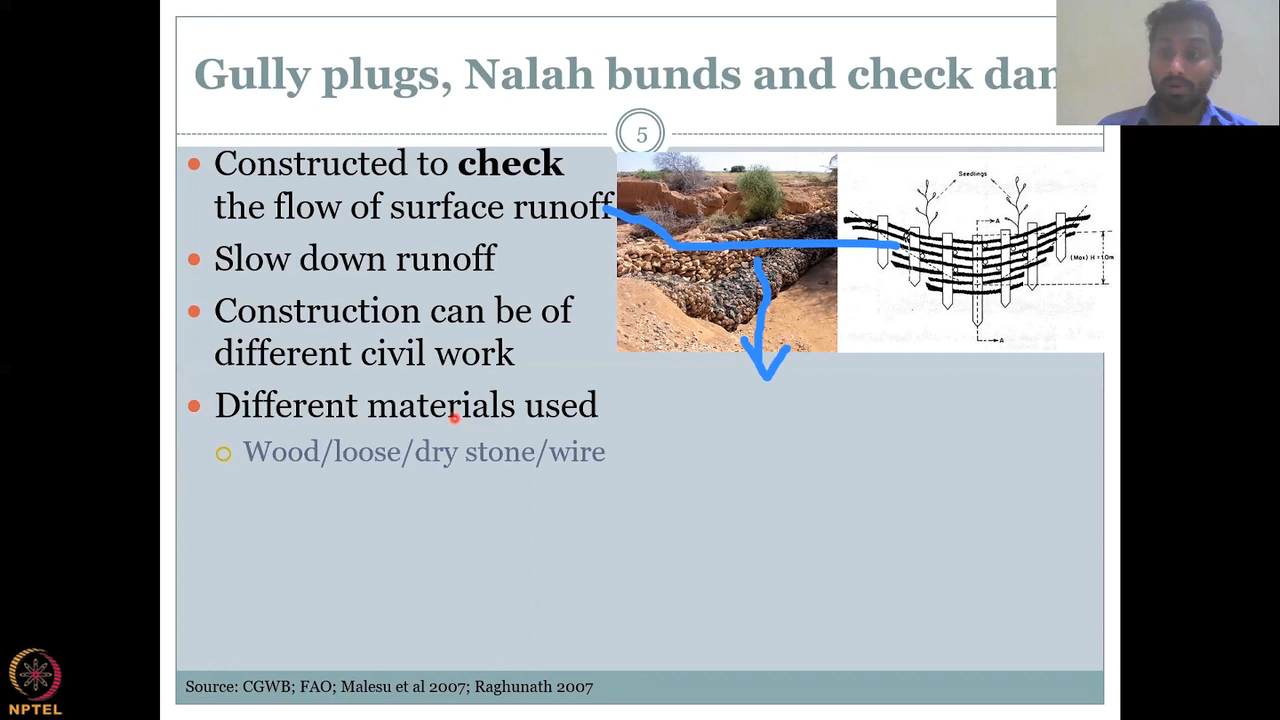 Gully plugs, Nalah bunds and check dam
5
Constructed to check
the flow of surface runoff
Slow down runoff
Construction can be of
different civil work
Different materials used
Wood/loose/dry stone/wire
Seedlings
A
(Max) H = 1.0m
A
Source: CGWB; FAO; Malesu et al 2007; Raghunath 2007
NPTEL